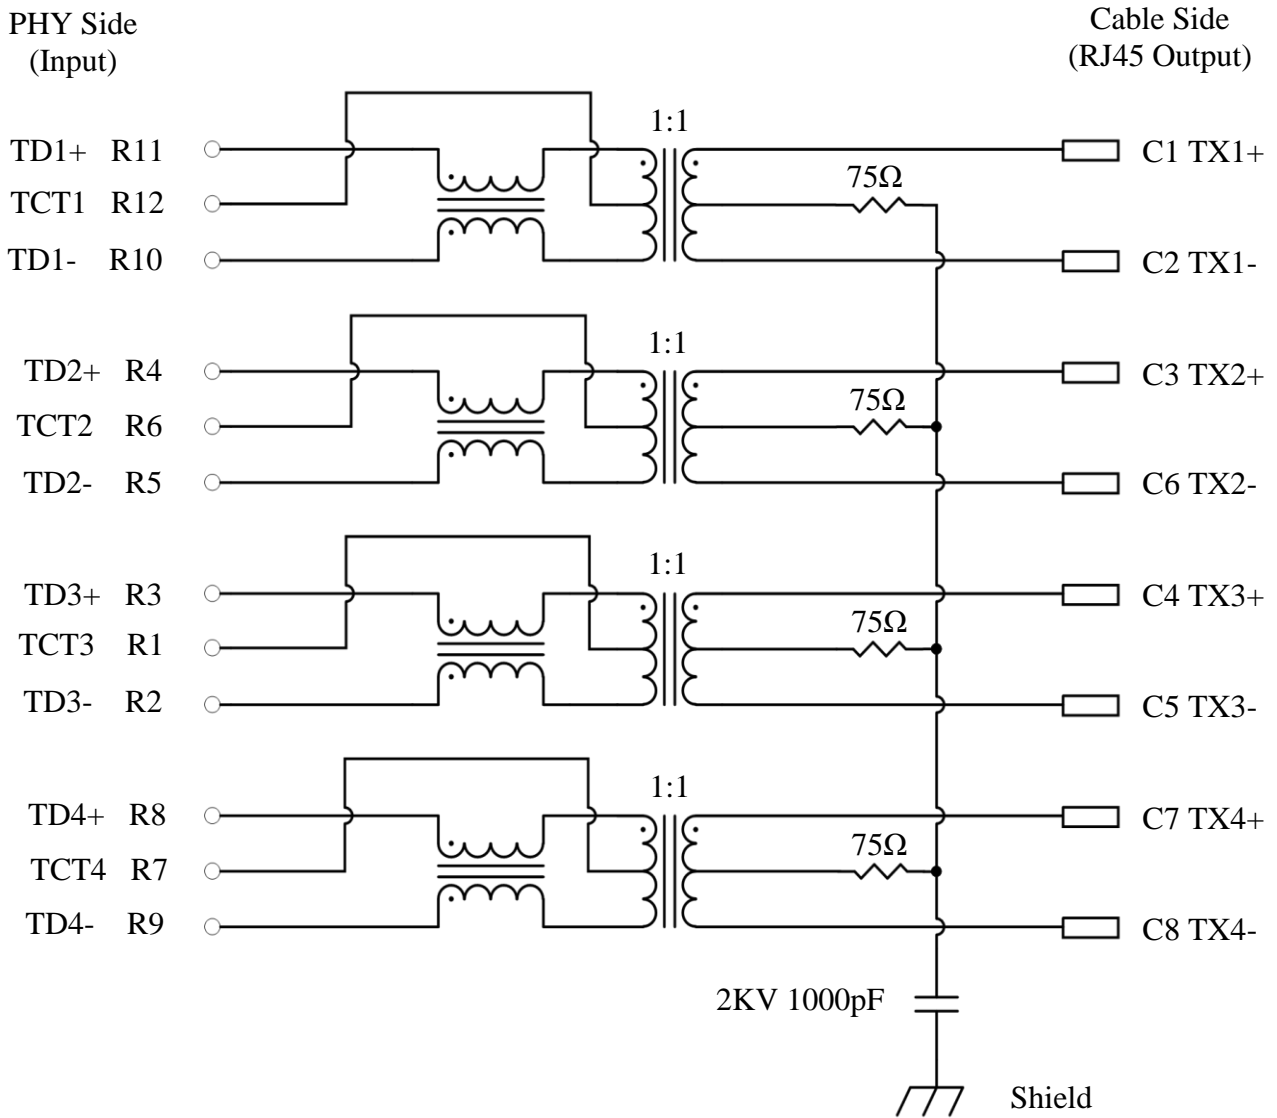 PHY Side
(Input)
Cable Side
(RJ45 Output)
1:1
TD1+ R11
C1 TX1+
75Ω
TCT1 R12
TD1- R10
C2 TX1-
1:1
TD2+ R4
C3 TX2+
75Ω
TCT2 R6
TD2- R5
C6 TX2-
1:1
TD3+ R3
C4 TX3+
75Ω
TCT3 R1
TD3- R2
C5 TX3-
1:1
TD4+ R8
C7 TX4+
75Ω
TCT4 R7
TD4- R9
C8 TX4-
2KV 1000pF
Shield